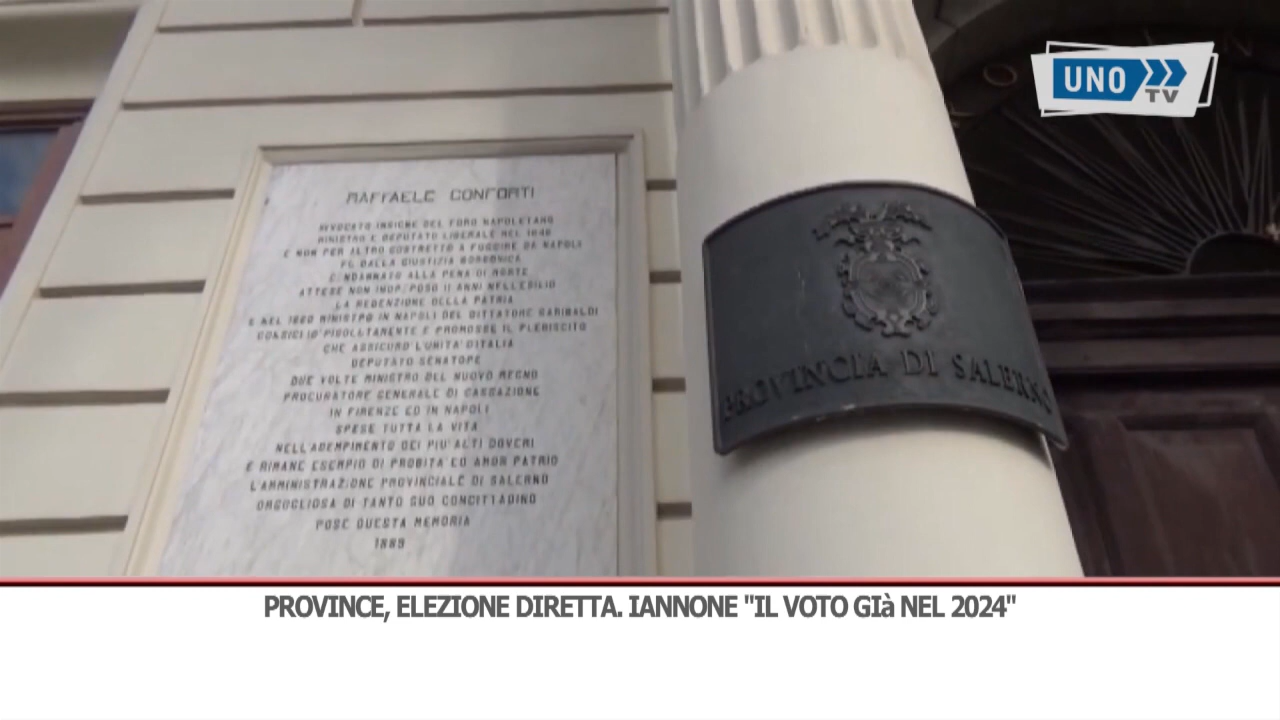 UNO
TV
RAFFAELE CONFORTI
AVVOCATO INSIGNE DEL FORO NAPOLETANO
MINISTRO E DEPUTATO LIBERALE NEL 1848
E NON PER ALTRO COSTRETTO A FUGGIRE DA NAPOLI
E DALLA GIUSTIZIA BORBONICA
CONDANNATO ALLA PENA DI MORTE
ATTESE NON INOPEROSO 11 ANNI NELL'ESILIO
LA REDENZIONE DELLA PATRIA
E NEL 1860 MINISTRO IN NAPOLI DEL DITTATORE GARIBALDI
CONSIGLIO' RISOLUTAMENTE E PROMOSSE IL PLEBISCITO
CHE ASSICURO L'UNITA' D'ITALIA
DEPUTATO SENATORE
DUE VOLTE MINISTRO DEL NUOVO REGNO
PROCURATORE GENERALE DI CASSAZIONE
IN FIRENZE ED IN NAPOLI
SPESE TUTTA LA VITA
NELL'ADEMPIMENTO DEI PIU' ALTI DOVERI
E RIMANE ESEMPIO DI PROBITA' ED AMOR PATRIO
L'AMMINISTRAZIONE PROVINCIALE DI SALERNO
ORGOGLIOSA DI TANTO SUO CONCITTADINO
POSE QUESTA MEMORIA
1889
PROVINCIA DI SALERNO
PROVINCE, ELEZIONE DIRETTA. IANNONE "IL VOTO GIà NEL 2024"